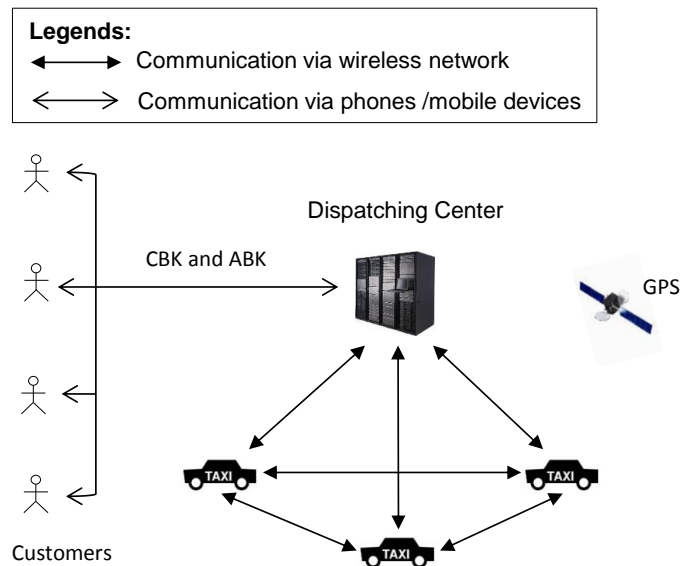 Legends:
Communication via wireless network
Communication via phones /mobile devices
Dispatching Center
CBK and ABK
GPS
TAXI
TAXI
TAXI
Customers